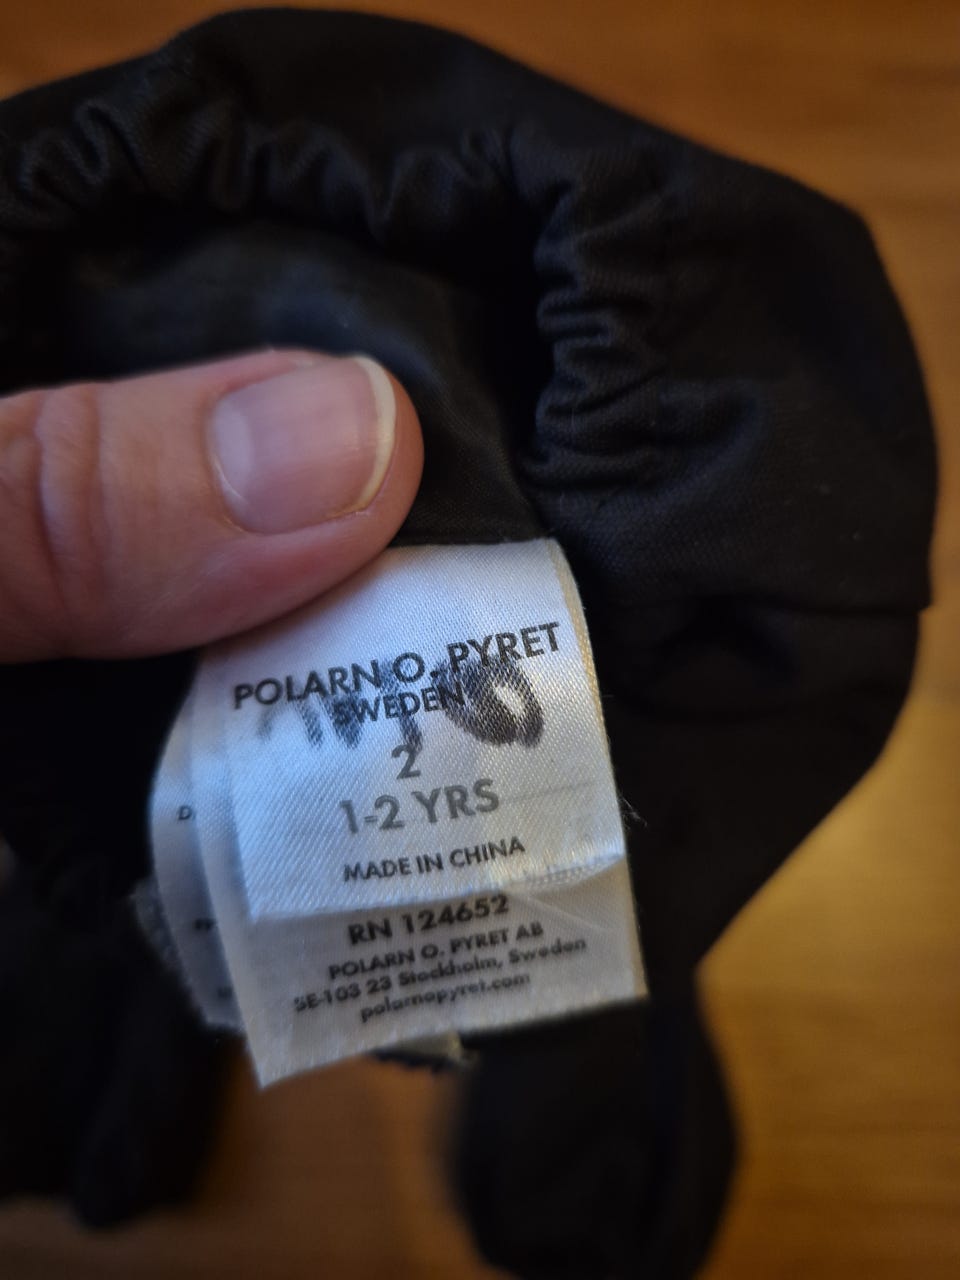 POLARN O. PYRET
SWEDEN
2
1-2 YRS
MADE IN CHINA
RN 124652
POLARN O. PYRET AB
SE-103 23 Stockholm, Sweden
polarnopyret.com